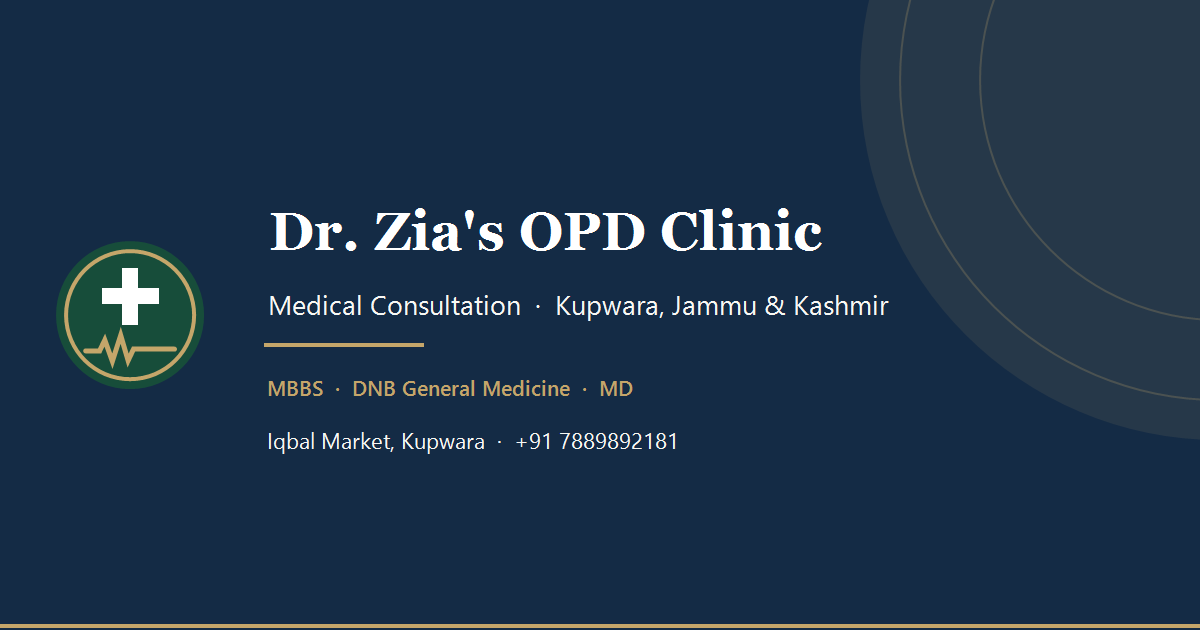 Dr. Zia's OPD Clinic
Medical Consultation · Kupwara, Jammu & Kashmir
MBBS · DNB General Medicine · MD
Iqbal Market, Kupwara · +91 7889892181